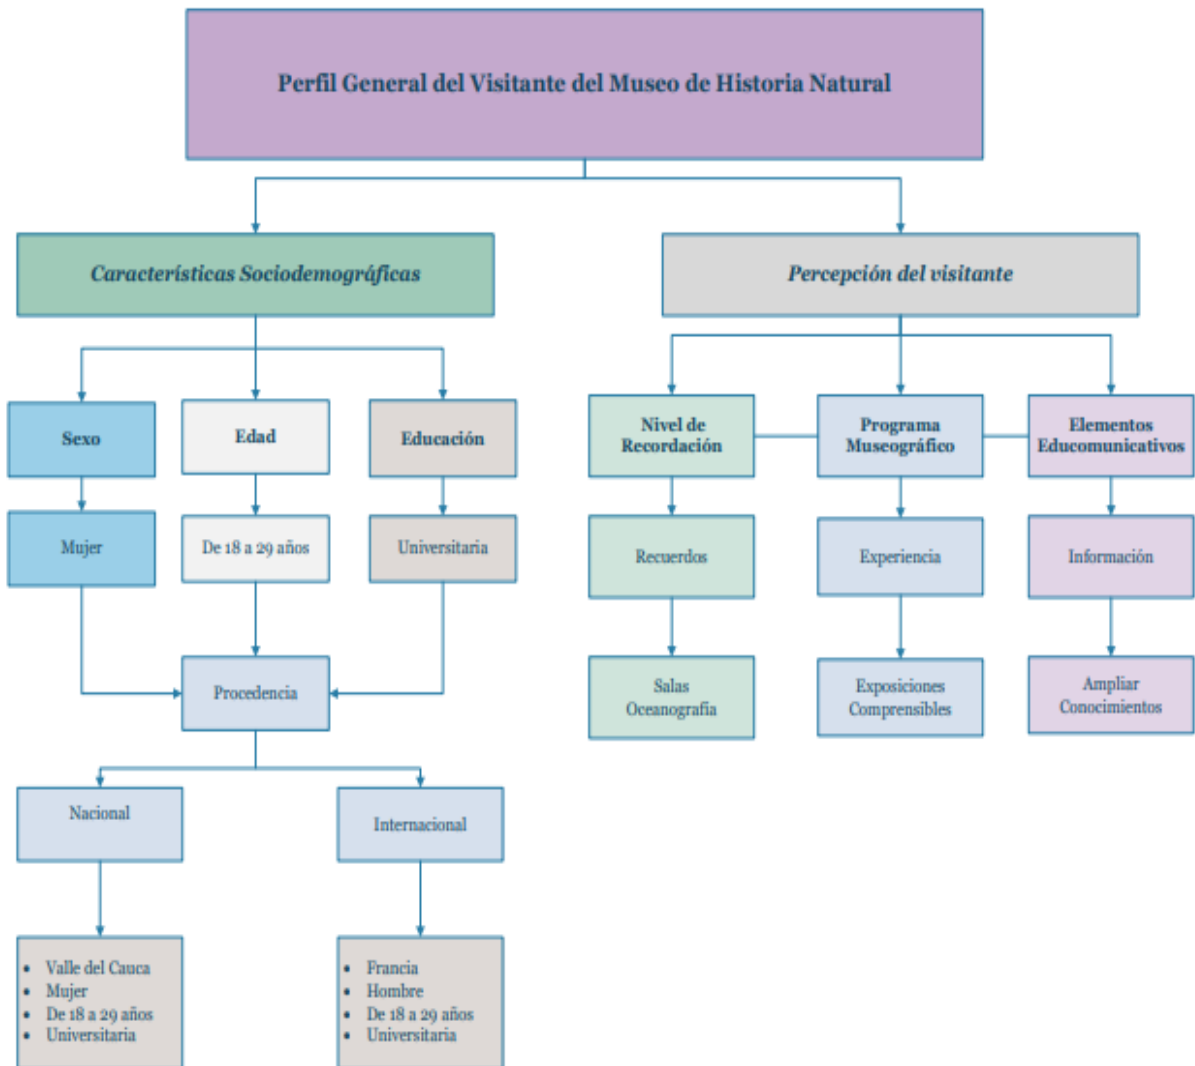 Perfil General del Visitante del Museo de Historia Natural
Características Sociodemográficas
Percepción del visitante
Sexo
Edad
Educación
Nivel de
Recordación
Programa
Museográfico
Elementos
Educomunicativos
Mujer
De 18 a 29 años
Universitaria
Recuerdos
Experiencia
Información
Procedencia
Salas
Oceanografía
Exposiciones
Comprensibles
Ampliar
Conocimientos
Nacional
Internacional
• Valle del Cauca
• Mujer
• De 18 a 29 años
• Universitaria
• Francia
• Hombre
• De 18 a 29 años
• Universitaria